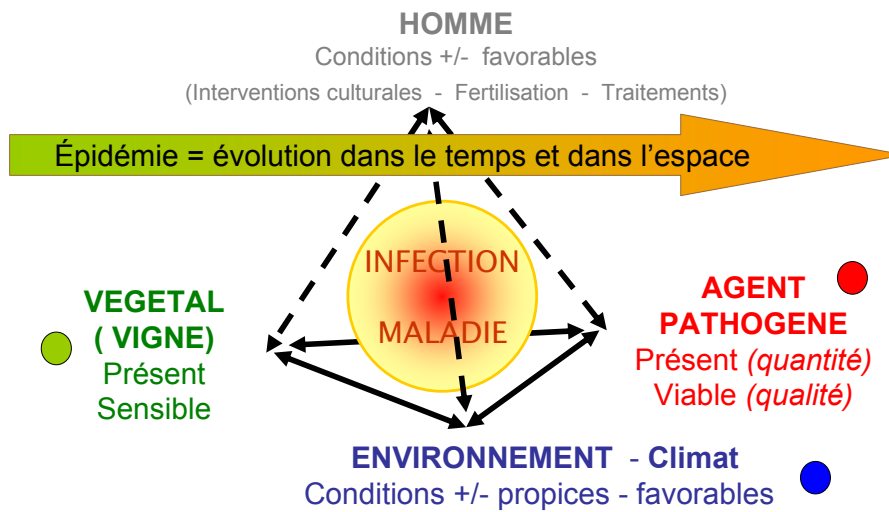 HOMME
Conditions +/- favorables
(Interventions culturales - Fertilisation - Traitements)
Épidémie = évolution dans le temps et dans l'espace
INFECTION
MALADIE
VEGETAL
( VIGNE)
Présent
Sensible
AGENT
PATHOGENE
Présent (quantité)
Viable (qualité)
ENVIRONNEMENT - Climat
Conditions +/- propices - favorables